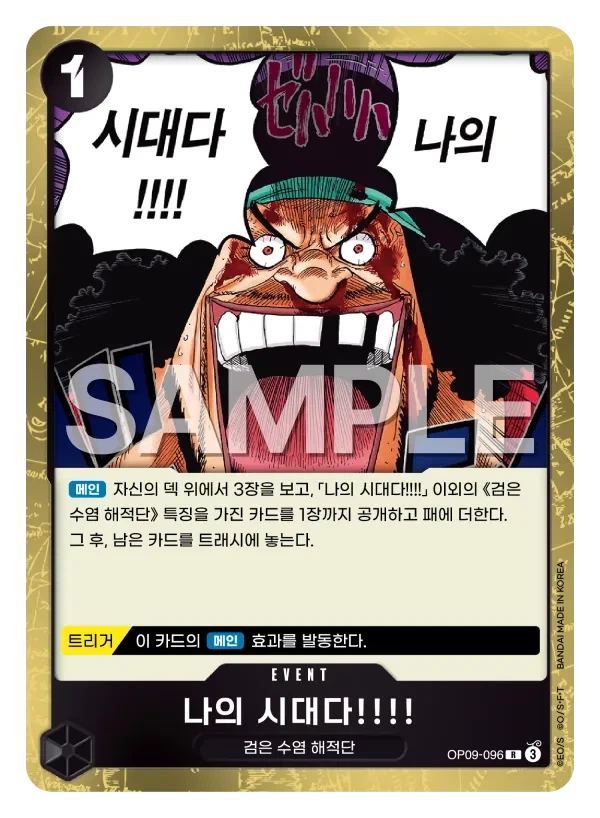 1
ゼハハハ
시대다
!!!!
나의
SAMPLE
메인 자신의 덱 위에서 3장을 보고, 「나의 시대다!!!!」 이외의 《검은
수염 해적단》 특징을 가진 카드를 1장까지 공개하고 패에 더한다.
그 후, 남은 카드를 트래시에 놓는다.
트리거 이 카드의 메인 효과를 발동한다.
EVENT
나의 시대다!!!!
검은 수염 해적단
OP09-096 R 3
©EO/S ©O/S·F·T BANDAI MADE IN KOREA